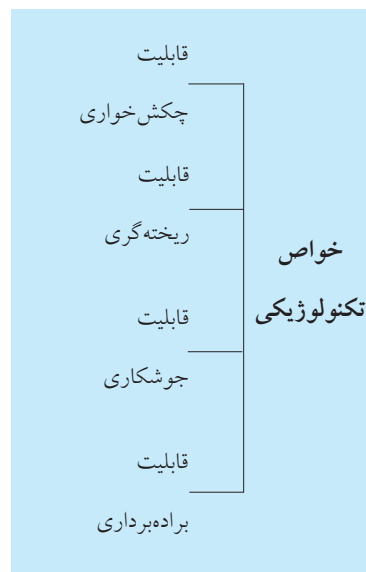 خواص
تکنولوژیکی
قابلیت
چکش‌خواری
قابلیت
ریخته‌گری
قابلیت
جوشکاری
قابلیت
براده‌برداری